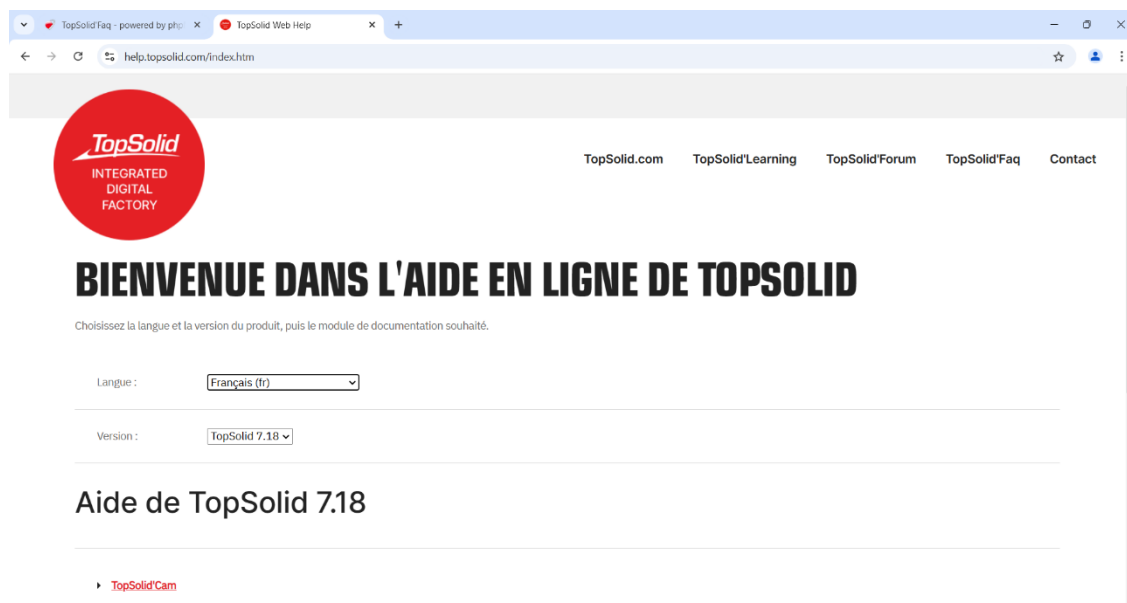 TopSolid'Faq - powered by php
TopSolid Web Help
help.topsolid.com/index.htm
TopSolid
INTEGRATED
DIGITAL
FACTORY
TopSolid.com TopSolid'Learning TopSolid'Forum TopSolid'Faq Contact
BIENVENUE DANS L'AIDE EN LIGNE DE TOPSOLID
Choisissez la langue et la version du produit, puis le module de documentation souhaité.
Langue : Français (fr)
Version : TopSolid 7.18
Aide de TopSolid 7.18
TopSolid'Cam